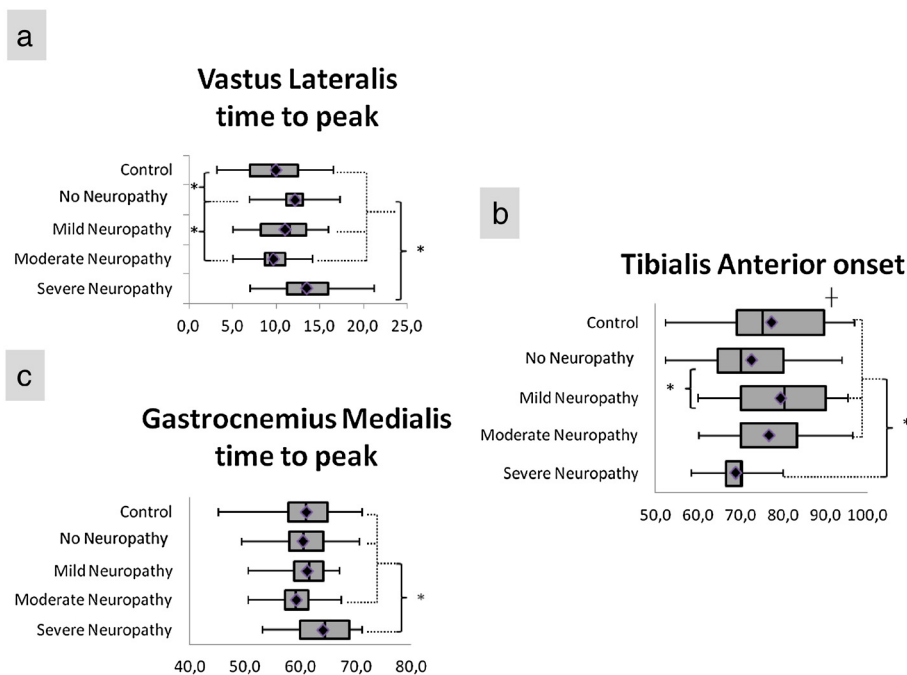 a
Vastus Lateralis
time to peak
Control
No Neuropathy
Mild Neuropathy
Moderate Neuropathy
Severe Neuropathy
*
*
*
0,0 5,0 10,0 15,0 20,0 25,0
b
Tibialis Anterior onset
Control
No Neuropathy
Mild Neuropathy
Moderate Neuropathy
Severe Neuropathy
*
*
50,0 60,0 70,0 80,0 90,0 100,0
c
Gastrocnemius Medialis
time to peak
Control
No Neuropathy
Mild Neuropathy
Moderate Neuropathy
Severe Neuropathy
*
40,0 50,0 60,0 70,0 80,0